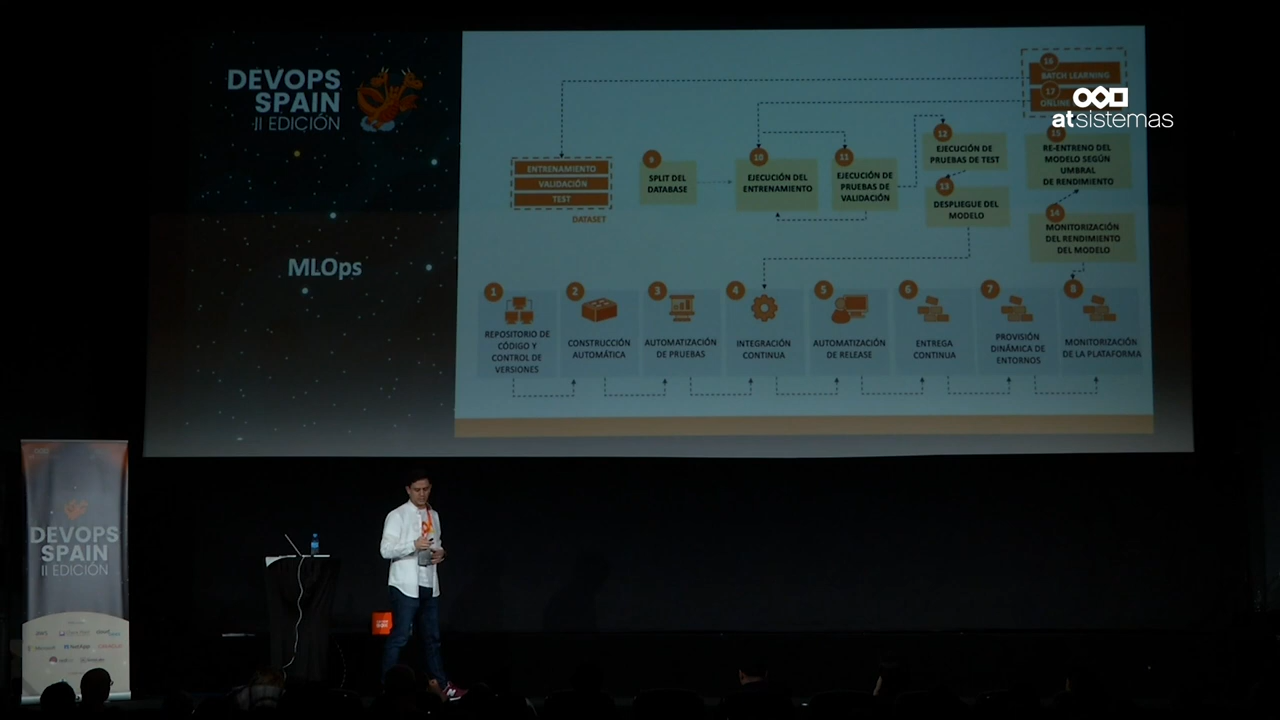 DEVOPS
SPAIN
II EDICIÓN
MLOps
16
BATCH LEARNING
17
ONLINE
atsistemas
ENTRENAMIENTO
VALIDACIÓN
TEST
DATASET
9
SPLIT DEL
DATABASE
10
EJECUCIÓN DEL
ENTRENAMIENTO
11
EJECUCIÓN DE
PRUEBAS DE
VALIDACIÓN
12
EJECUCIÓN DE
PRUEBAS DE TEST
13
DESPLIEGUE DEL
MODELO
15
RE-ENTRENO DEL
MODELO SEGÚN
UMBRAL
DE RENDIMIENTO
14
MONITORIZACIÓN
DEL RENDIMIENTO
DEL MODELO
1
REPOSITORIO DE
CÓDIGO Y
CONTROL DE
VERSIONES
2
CONSTRUCCIÓN
AUTOMÁTICA
3
AUTOMATIZACIÓN
DE PRUEBAS
4
INTEGRACIÓN
CONTINUA
5
AUTOMATIZACIÓN
DE RELEASE
6
ENTREGA
CONTINUA
7
PROVISIÓN
DINÁMICA DE
ENTORNOS
8
MONITORIZACIÓN
DE LA PLATAFORMA
DEVOPS
SPAIN
II EDICIÓN